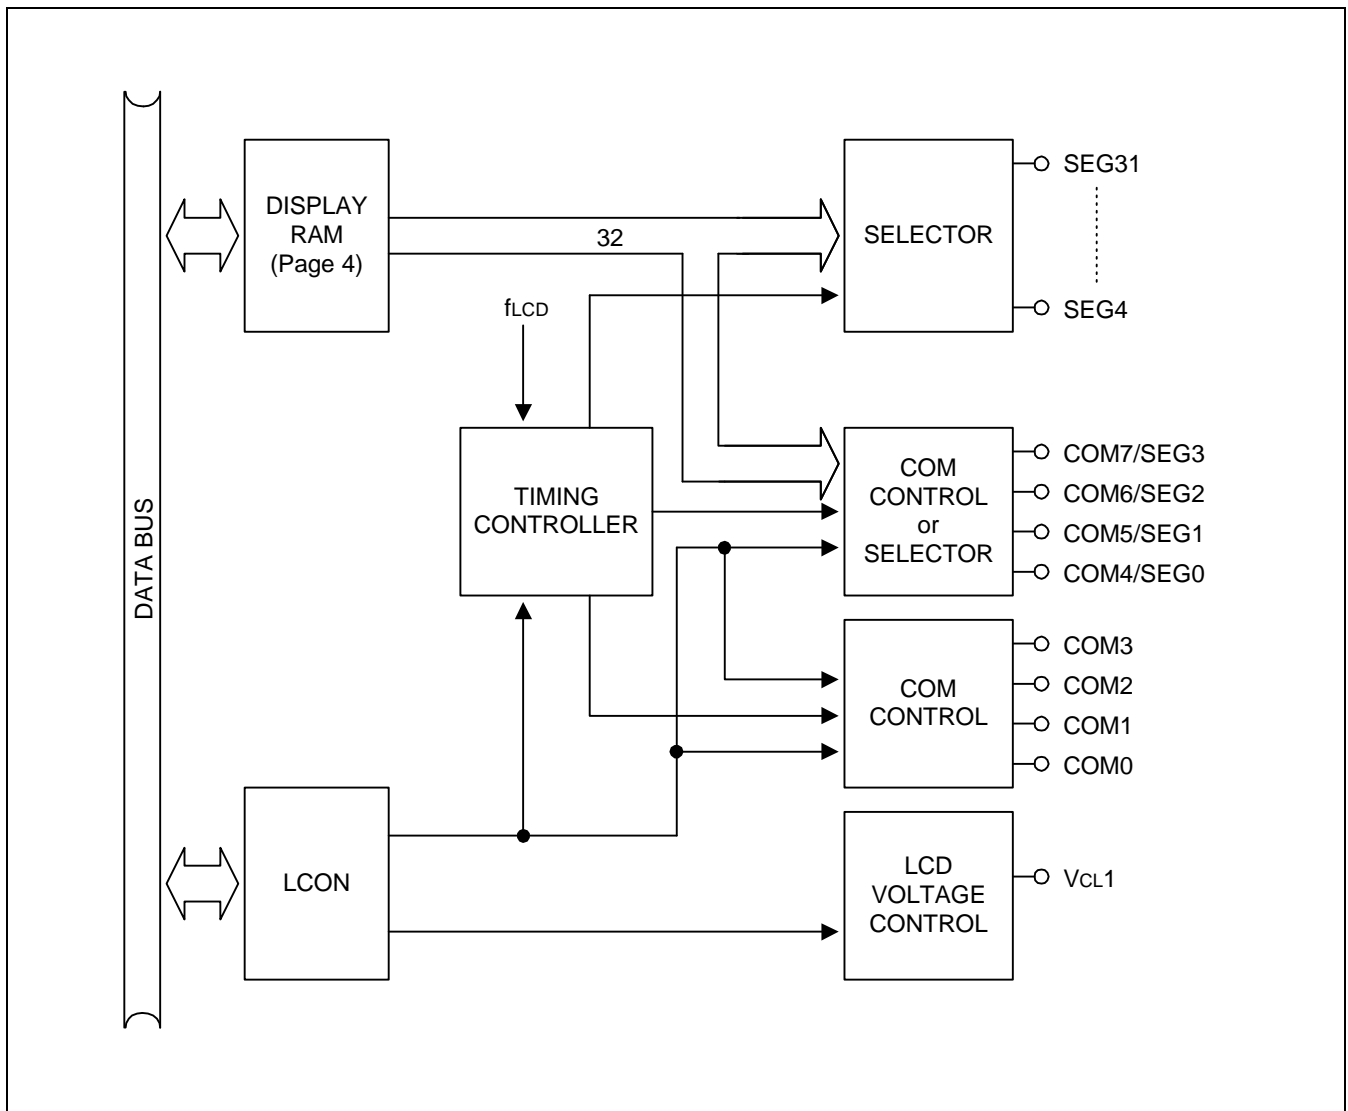 DATA BUS
DISPLAY
RAM
(Page 4)
32
SELECTOR
SEG31
SEG4
fLCD
TIMING
CONTROLLER
COM
CONTROL
or
SELECTOR
COM7/SEG3
COM6/SEG2
COM5/SEG1
COM4/SEG0
COM
CONTROL
COM3
COM2
COM1
COM0
LCON
LCD
VOLTAGE
CONTROL
VCL1